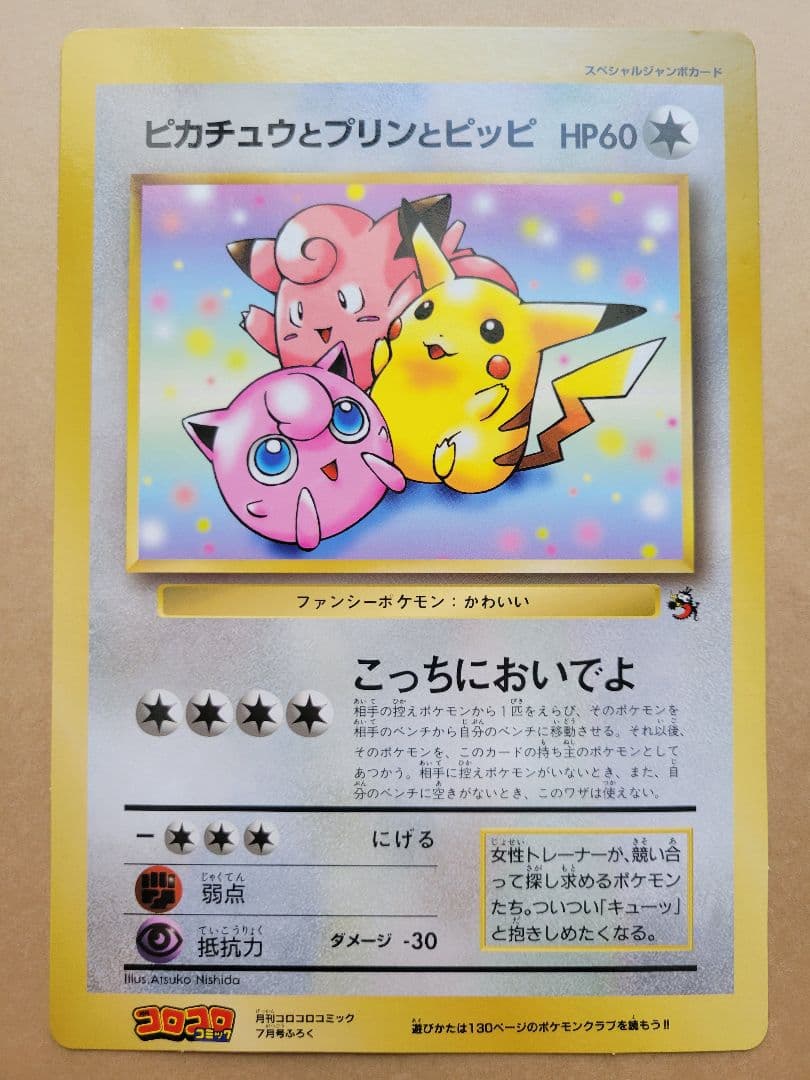 スペシャルジャンボカード
ピカチュウとプリンとピッピ HP60
ファンシーポケモン：かわいい
こっちにおいでよ
相手の控えポケモンから1匹をえらび、そのポケモンを
相手のベンチから自分のベンチに移動させる。それ以後、
そのポケモンを、このカードの持ち主のポケモンとして
あつかう。相手に控えポケモンがいないとき、また、自
分のベンチに空きがないとき、このワザは使えない。
ー にげる
弱点
抵抗力 ダメージ -30
女性トレーナーが、競い合
って探し求めるポケモン
たち。ついつい「キューッ」
と抱きしめたくなる。
Illus.Atsuko Nishida
コロコロ
コミック
月刊コロコロコミック
7月号ふろく
遊びかたは130ページのポケモンクラブを読もう!!